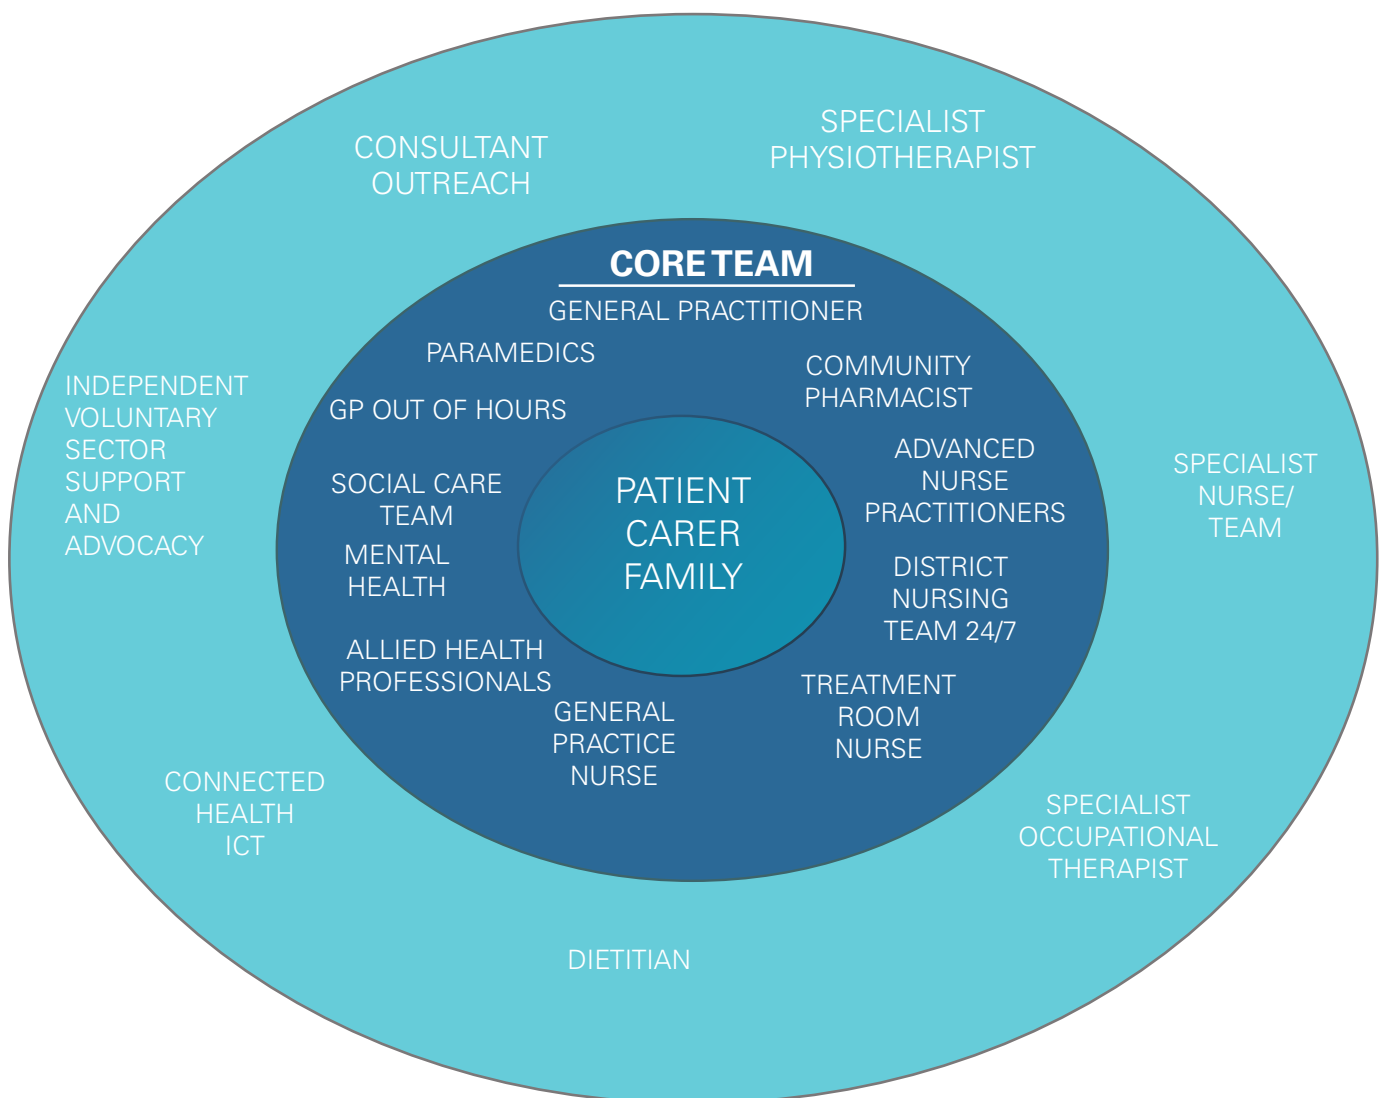 CONSULTANT
OUTREACH
SPECIALIST
PHYSIOTHERAPIST
CORE TEAM
GENERAL PRACTITIONER
PARAMEDICS
GP OUT OF HOURS
COMMUNITY
PHARMACIST
INDEPENDENT
VOLUNTARY
SECTOR
SUPPORT
AND
ADVOCACY
SOCIAL CARE
TEAM
MENTAL
HEALTH
PATIENT
CARER
FAMILY
ADVANCED
NURSE
PRACTITIONERS
SPECIALIST
NURSE/
TEAM
DISTRICT
NURSING
TEAM 24/7
ALLIED HEALTH
PROFESSIONALS
GENERAL
PRACTICE
NURSE
TREATMENT
ROOM
NURSE
CONNECTED
HEALTH
ICT
SPECIALIST
OCCUPATIONAL
THERAPIST
DIETITIAN